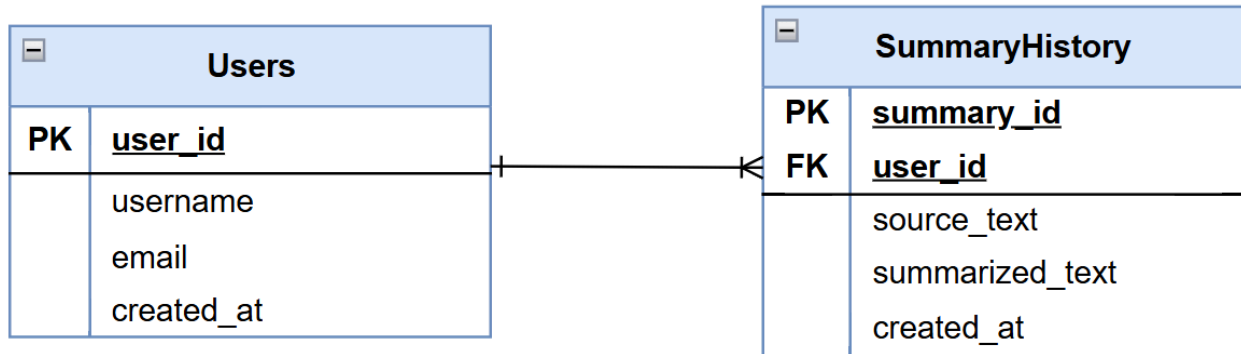 Users
PK user_id
username
email
created_at
SummaryHistory
PK summary_id
FK user_id
source_text
summarized_text
created_at